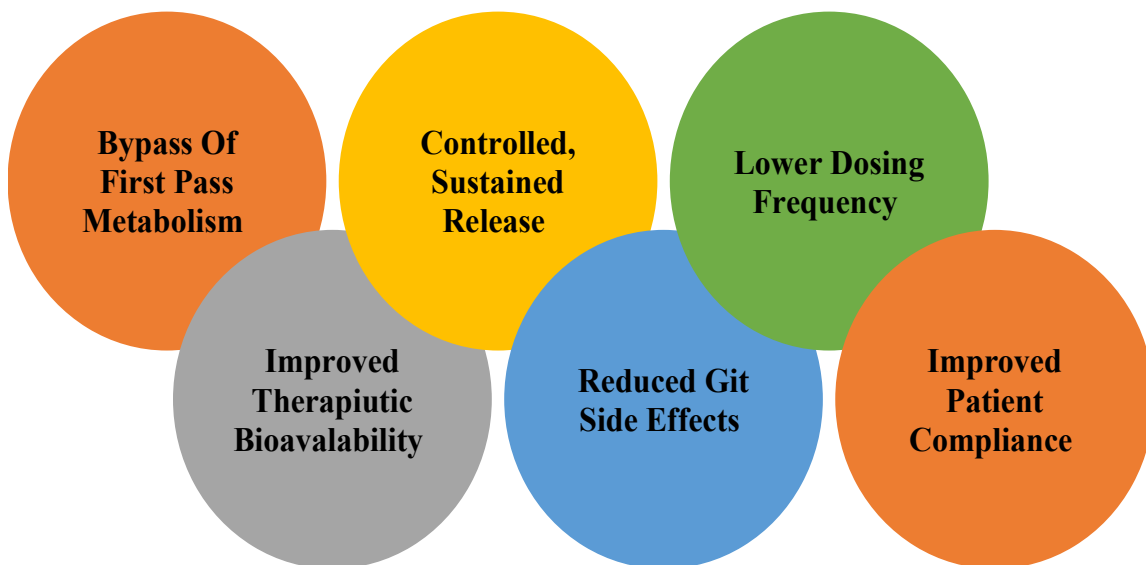 Bypass Of
First Pass
Metabolism
Controlled,
Sustained
Release
Lower Dosing
Frequency
Improved
Therapiutic
Bioavalability
Reduced Git
Side Effects
Improved
Patient
Compliance